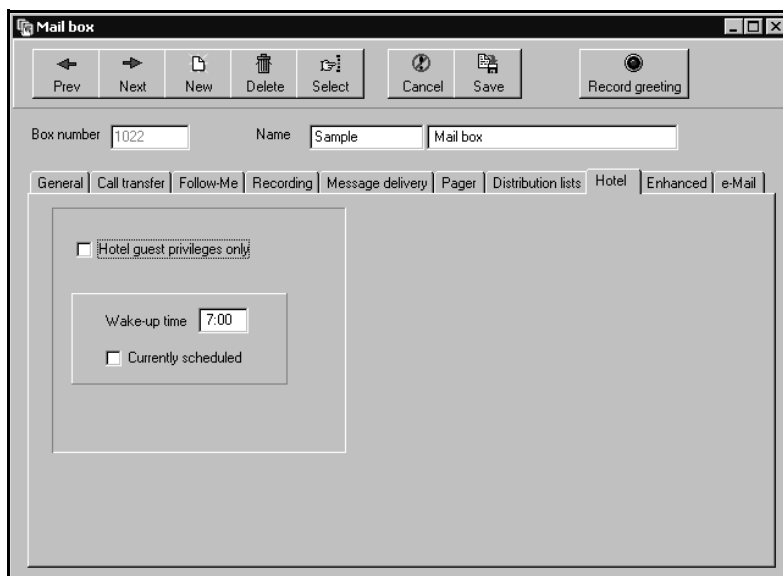 Mail box
Prev Next New Delete Select Cancel Save Record greeting
Box number 1022 Name Sample Mail box
General Call transfer Follow-Me Recording Message delivery Pager Distribution lists Hotel Enhanced e-Mail
Hotel guest privileges only
Wake-up time 7:00
Currently scheduled